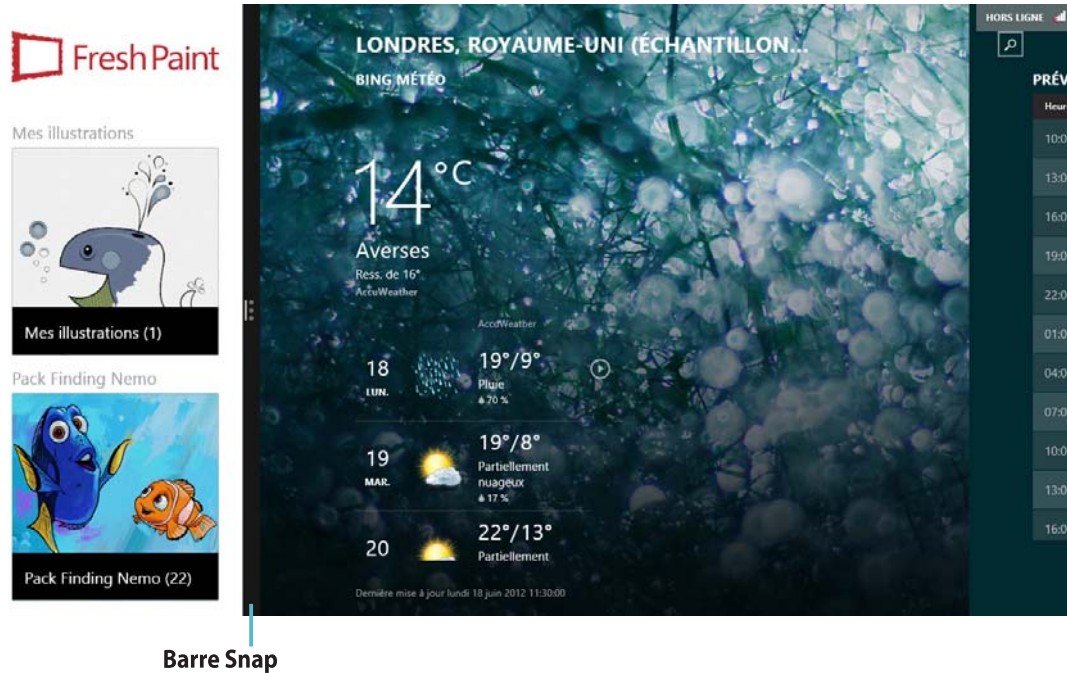 Fresh Paint
Mes illustrations
Mes illustrations (1)
Pack Finding Nemo
Pack Finding Nemo (22)
LONDRES, ROYAUME-UNI (ÉCHANTILLON...
BING MÉTÉO
14°C
Averses
Ress. de 16°
AccuWeather
AccuWeather
18
LUN.
19°/9°
Pluie
70 %
19
MAR.
19°/8°
Partiellement
nuageux
17 %
20
22°/13°
Partiellement
Dernière mise à jour lundi 18 juin 2012 11:30:00
HORS LIGNE
PRÉV
Heur
10:0
13:0
16:0
19:0
22:0
01:0
04:0
07:0
10:0
13:0
16:0
Barre Snap